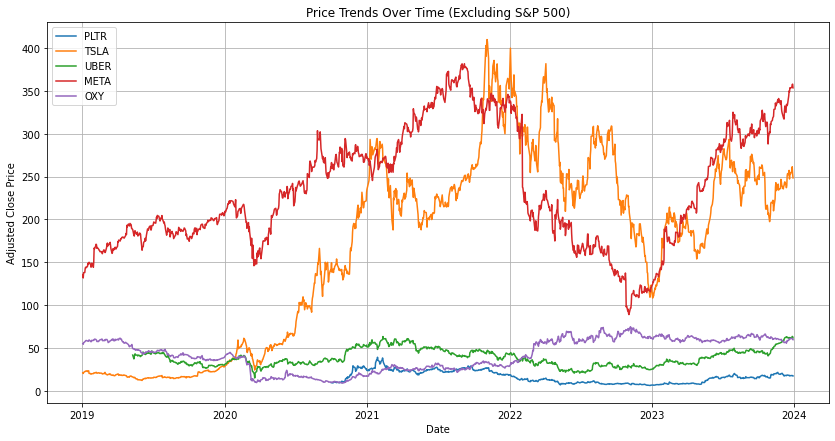 Price Trends Over Time (Excluding S&P 500)
PLTR
TSLA
UBER
META
OXY
Adjusted Close Price
400
350
300
250
200
150
100
50
0
2019 2020 2021 2022 2023 2024
Date